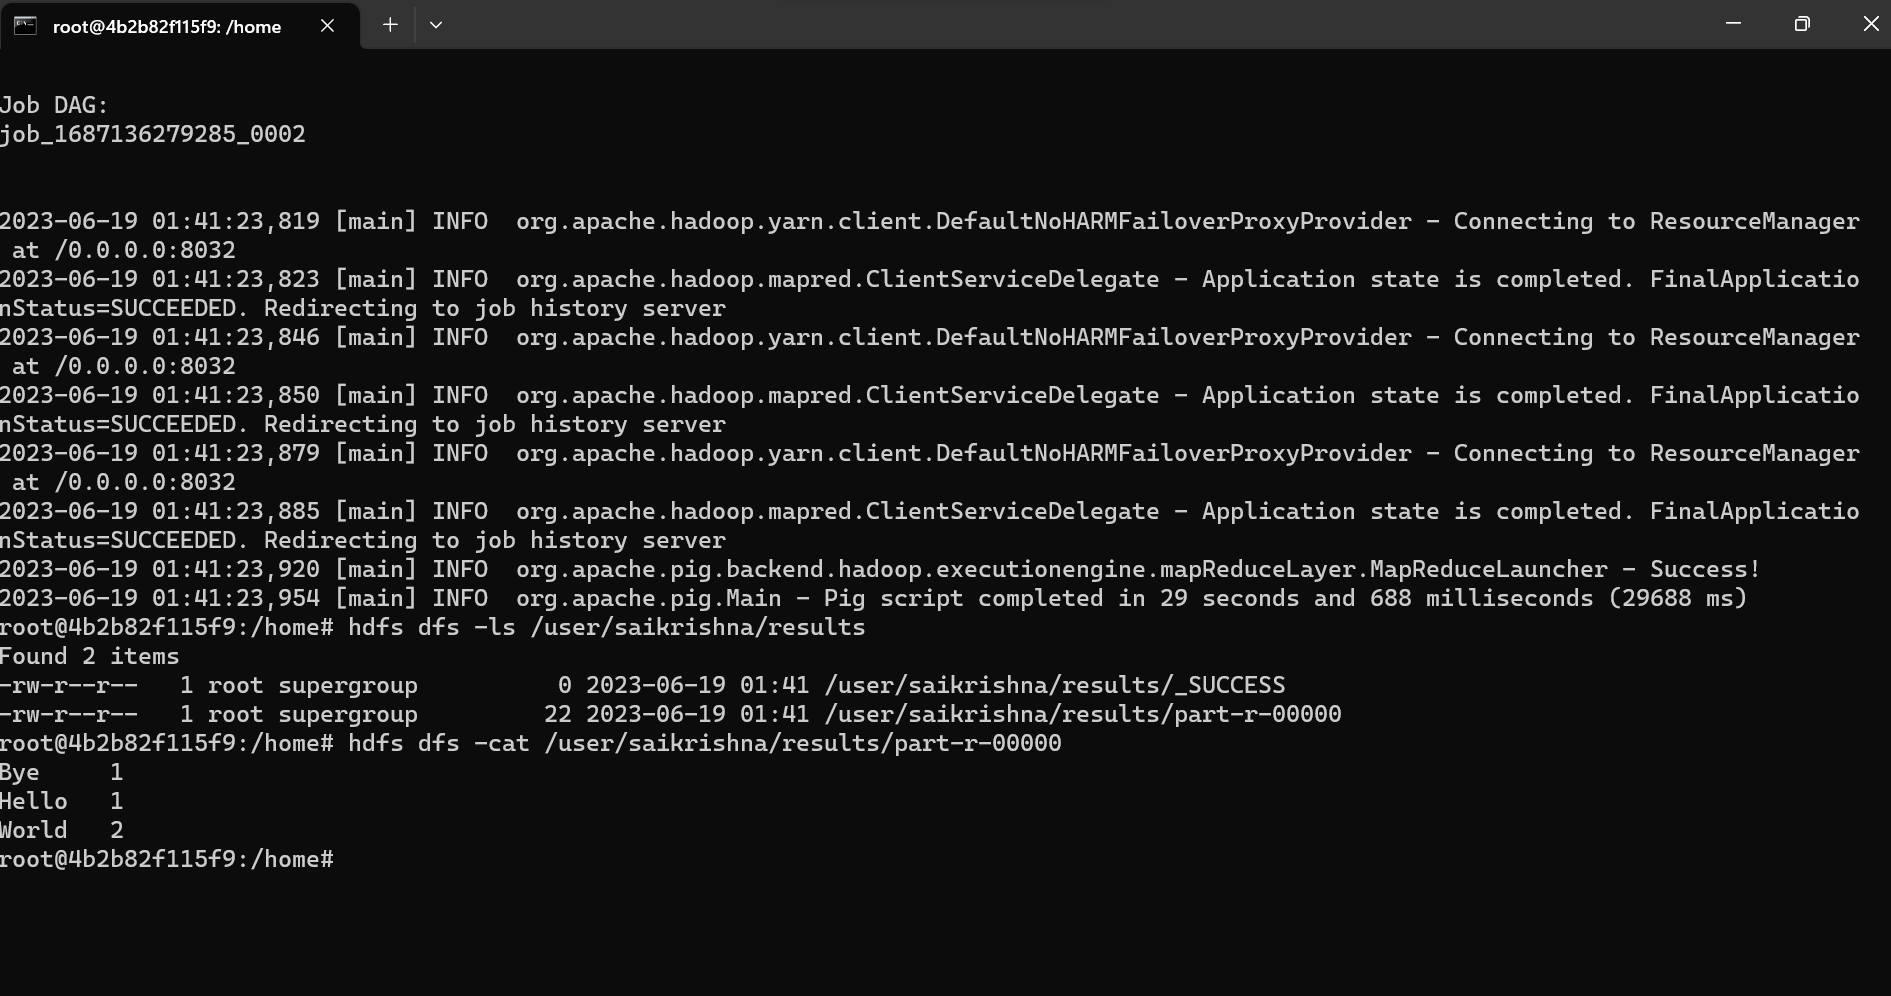 root@4b2b82f115f9: /home
Job DAG:
job_1687136279285_0002
2023-06-19 01:41:23,819 [main] INFO  org.apache.hadoop.yarn.client.DefaultNoHARMFailoverProxyProvider - Connecting to ResourceManager
 at /0.0.0.0:8032
2023-06-19 01:41:23,823 [main] INFO  org.apache.hadoop.mapred.ClientServiceDelegate - Application state is completed. FinalApplicatio
nStatus=SUCCEEDED. Redirecting to job history server
2023-06-19 01:41:23,846 [main] INFO  org.apache.hadoop.yarn.client.DefaultNoHARMFailoverProxyProvider - Connecting to ResourceManager
 at /0.0.0.0:8032
2023-06-19 01:41:23,850 [main] INFO  org.apache.hadoop.mapred.ClientServiceDelegate - Application state is completed. FinalApplicatio
nStatus=SUCCEEDED. Redirecting to job history server
2023-06-19 01:41:23,879 [main] INFO  org.apache.hadoop.yarn.client.DefaultNoHARMFailoverProxyProvider - Connecting to ResourceManager
 at /0.0.0.0:8032
2023-06-19 01:41:23,885 [main] INFO  org.apache.hadoop.mapred.ClientServiceDelegate - Application state is completed. FinalApplicatio
nStatus=SUCCEEDED. Redirecting to job history server
2023-06-19 01:41:23,920 [main] INFO  org.apache.pig.backend.hadoop.executionengine.mapReduceLayer.MapReduceLauncher - Success!
2023-06-19 01:41:23,954 [main] INFO  org.apache.pig.Main - Pig script completed in 29 seconds and 688 milliseconds (29688 ms)
root@4b2b82f115f9:/home# hdfs dfs -ls /user/saikrishna/results
Found 2 items
-rw-r--r--   1 root supergroup          0 2023-06-19 01:41 /user/saikrishna/results/_SUCCESS
-rw-r--r--   1 root supergroup         22 2023-06-19 01:41 /user/saikrishna/results/part-r-00000
root@4b2b82f115f9:/home# hdfs dfs -cat /user/saikrishna/results/part-r-00000
Bye     1
Hello   1
World   2
root@4b2b82f115f9:/home#